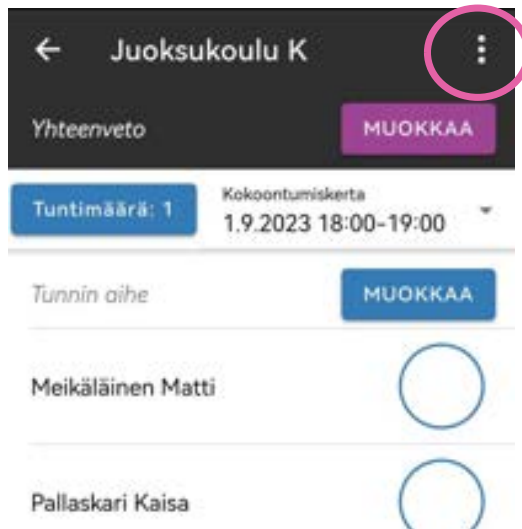 Juoksukoulu K
Yhteenveto MUOKKAA
Tuntimäärä: 1 Kokoontumiskerta
1.9.2023 18:00-19:00
Tunnin aihe MUOKKAA
Meikäläinen Matti
Pallaskari Kaisa